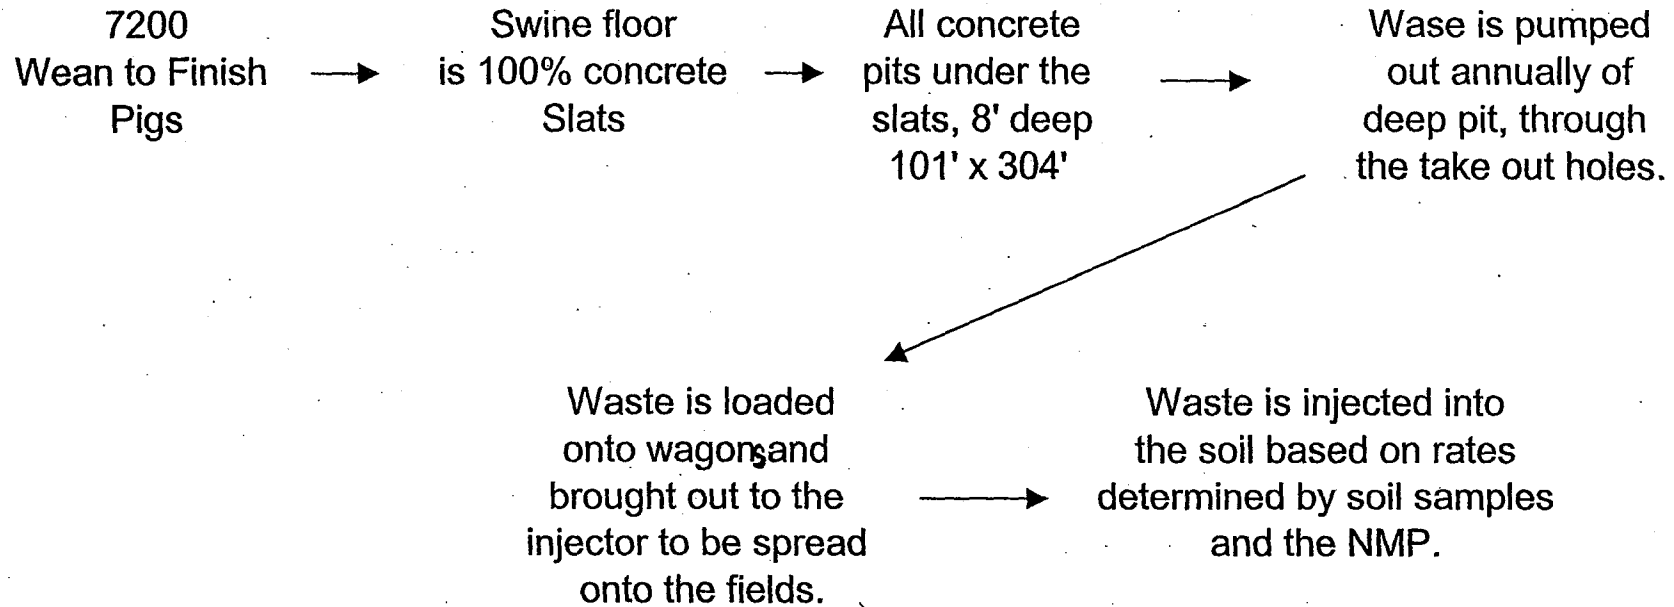 7200
Wean to Finish
Pigs
Swine floor
is 100% concrete
Slats
All concrete
pits under the
slats, 8' deep
101' x 304'
Wase is pumped
out annually of
deep pit, through
the take out holes.
Waste is loaded
onto wagons and
brought out to the
injector to be spread
onto the fields.
Waste is injected into
the soil based on rates
determined by soil samples
and the NMP.